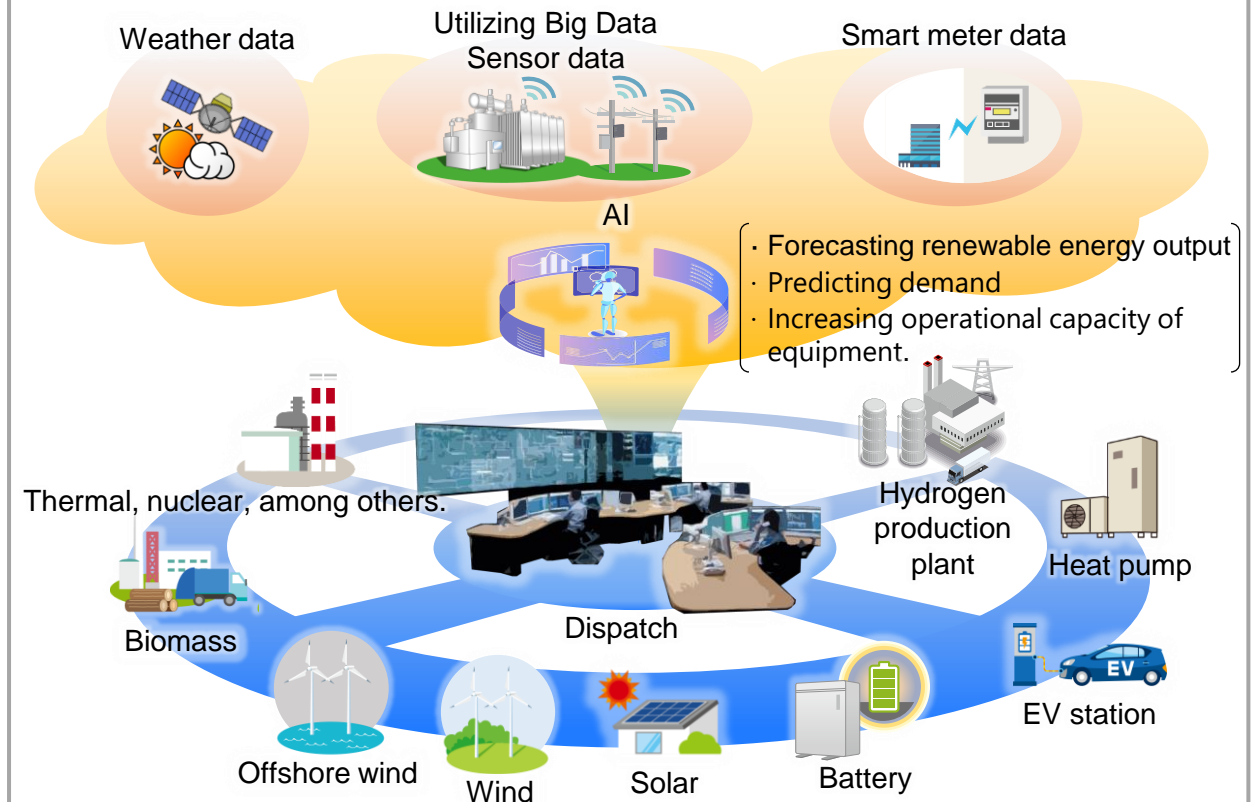 Weather data
Utilizing Big Data
Sensor data
Smart meter data
AI
· Forecasting renewable energy output
· Predicting demand
· Increasing operational capacity of
equipment.
Thermal, nuclear, among others.
Hydrogen
production
plant
Heat pump
Biomass
Dispatch
EV
EV station
Offshore wind
Wind
Solar
Battery